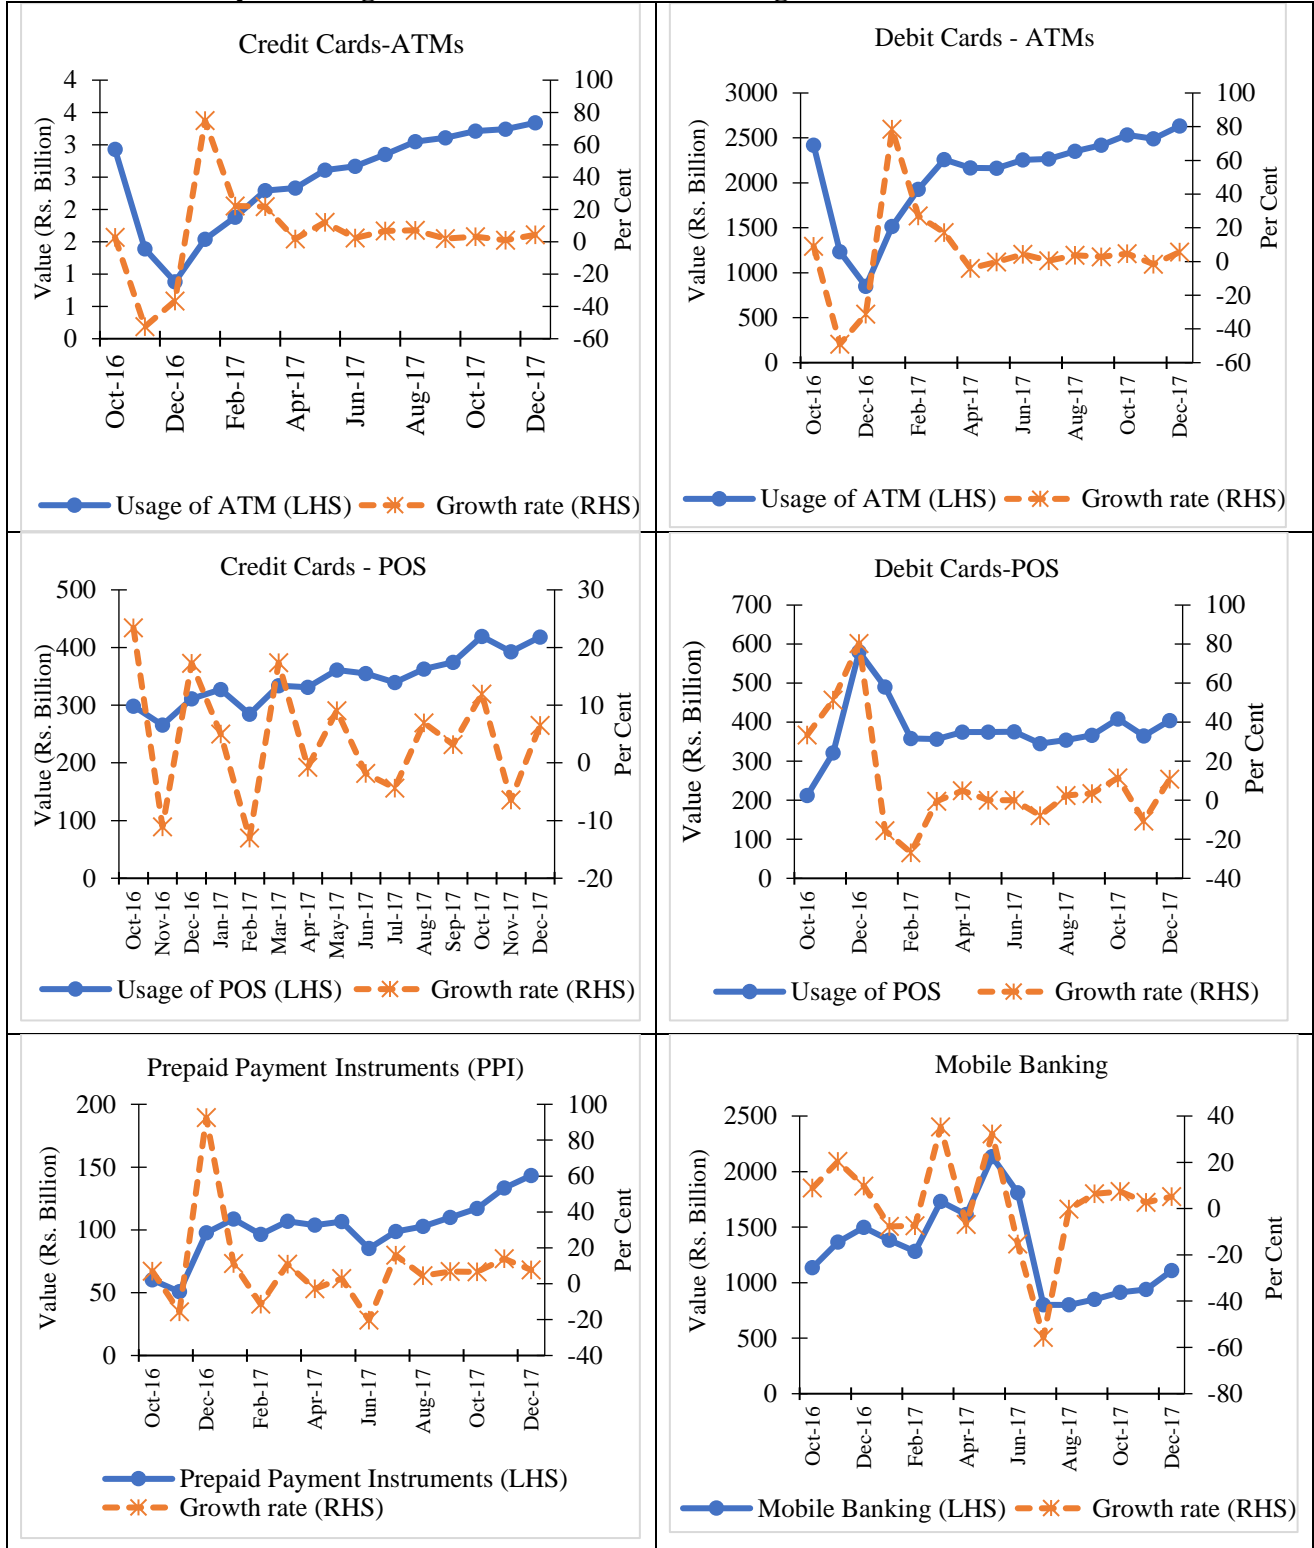 Credit Cards-ATMs
Value (Rs. Billion)
4
4
3
3
2
2
1
1
0
100
80
60
40
20
0
-20
-40
-60
Per Cent
Oct-16
Dec-16
Feb-17
Apr-17
Jun-17
Aug-17
Oct-17
Dec-17
Usage of ATM (LHS) Growth rate (RHS)
Debit Cards - ATMs
Value (Rs. Billion)
3000
2500
2000
1500
1000
500
0
100
80
60
40
20
0
-20
-40
-60
Per Cent
Oct-16
Dec-16
Feb-17
Apr-17
Jun-17
Aug-17
Oct-17
Dec-17
Usage of ATM (LHS) Growth rate (RHS)
Credit Cards - POS
Value (Rs. Billion)
500
400
300
200
100
0
30
20
10
0
-10
-20
Per Cent
Oct-16
Nov-16
Dec-16
Jan-17
Feb-17
Mar-17
Apr-17
May-17
Jun-17
Jul-17
Aug-17
Sep-17
Oct-17
Nov-17
Dec-17
Usage of POS (LHS) Growth rate (RHS)
Debit Cards-POS
Value (Rs. Billion)
700
600
500
400
300
200
100
0
100
80
60
40
20
0
-20
-40
Per Cent
Oct-16
Dec-16
Feb-17
Apr-17
Jun-17
Aug-17
Oct-17
Dec-17
Usage of POS Growth rate (RHS)
Prepaid Payment Instruments (PPI)
Value (Rs. Billion)
200
150
100
50
0
100
80
60
40
20
0
-20
-40
Per Cent
Oct-16
Dec-16
Feb-17
Apr-17
Jun-17
Aug-17
Oct-17
Dec-17
Prepaid Payment Instruments (LHS)
Growth rate (RHS)
Mobile Banking
Value (Rs. Billion)
2500
2000
1500
1000
500
0
40
20
0
-20
-40
-60
-80
Per Cent
Oct-16
Dec-16
Feb-17
Apr-17
Jun-17
Aug-17
Oct-17
Dec-17
Mobile Banking (LHS) Growth rate (RHS)